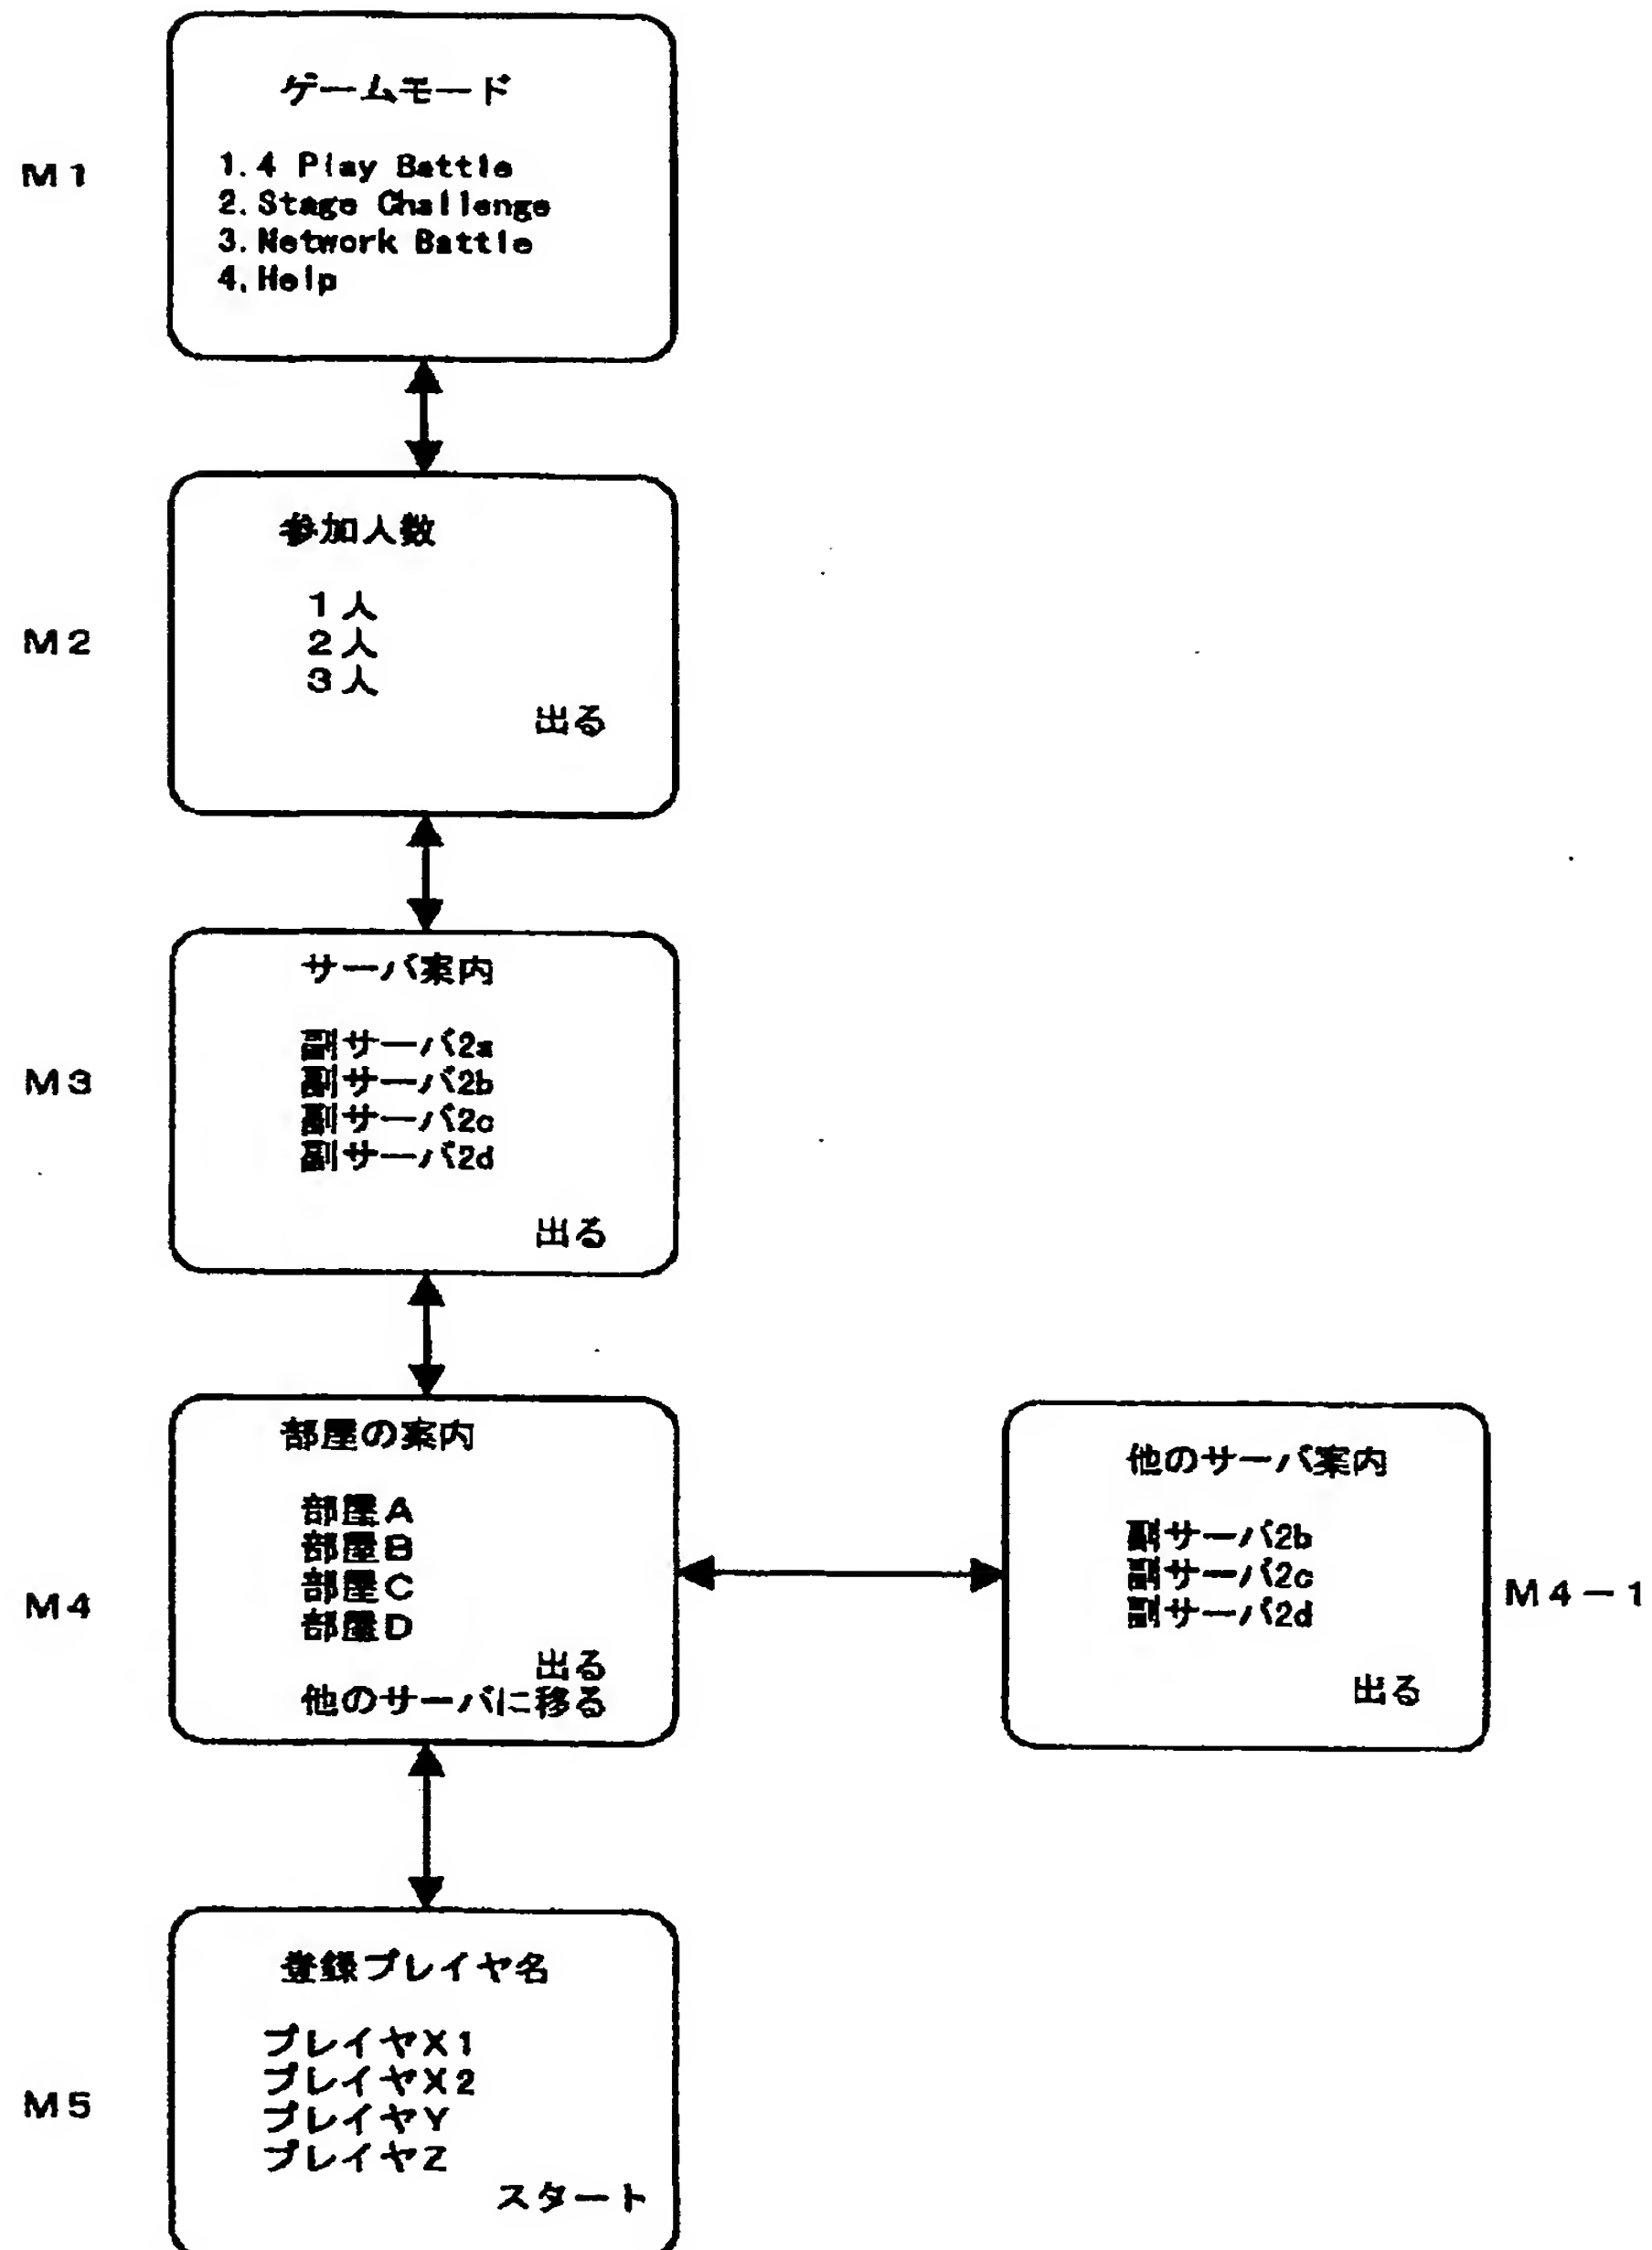 ゲームモード
M1
1.4 Play Battle
2.Stage Challenge
3.Network Battle
4.Help
参加人数
M2
1人
2人
3人
出る
サーバ案内
M3
副サーバ2a
副サーバ2b
副サーバ2c
副サーバ2d
出る
部屋の案内
M4
部屋A
部屋B
部屋C
部屋D
出る
他のサーバに移る
他のサーバ案内
副サーバ2b
副サーバ2c
副サーバ2d
M4-1
出る
登録プレイヤ名
M5
プレイヤX1
プレイヤX2
プレイヤY
プレイヤZ
スタート